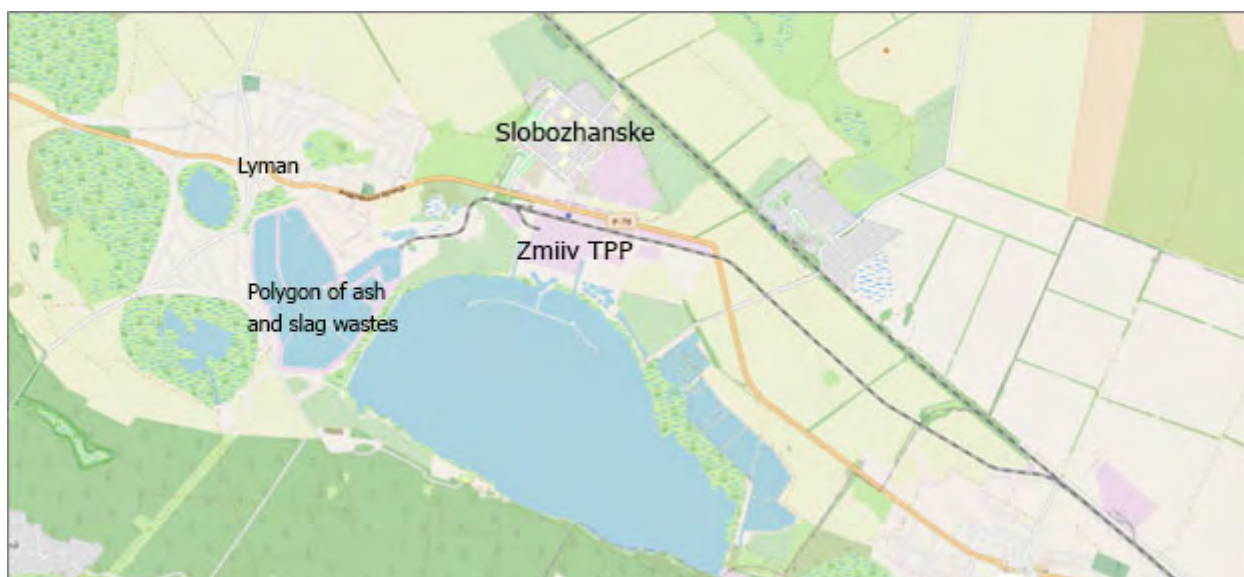 Slobozhanske
Lyman
P-78
Zmiiv TPP
Polygon of ash
and slag wastes